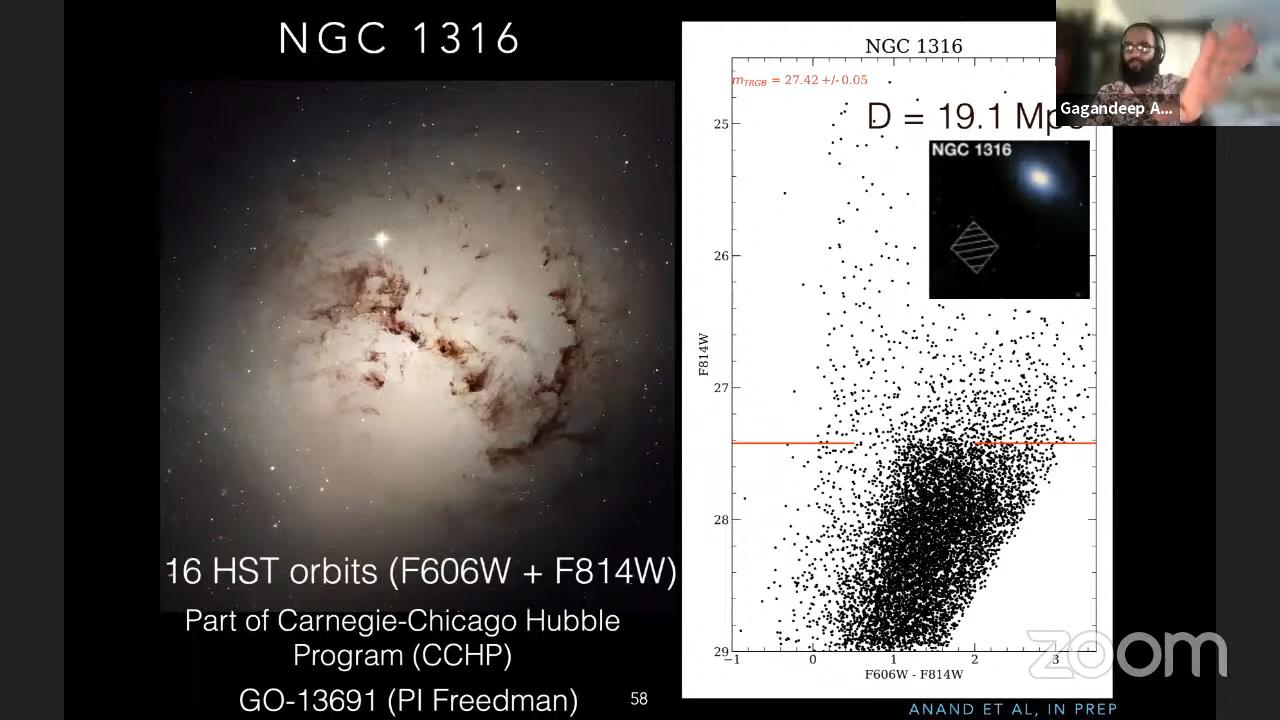 NGC 1316
16 HST orbits (F606W + F814W)
Part of Carnegie-Chicago Hubble
Program (CCHP)
GO-13691 (PI Freedman)
58
NGC 1316
mTRGB = 27.42 +/- 0.05
D = 19.1 Mpc
NGC 1316
25
26
27
28
29
F814W
−1
0
1
2
3
F606W - F814W
ANAND ET AL, IN PREP
Gagandeep A...
zoom